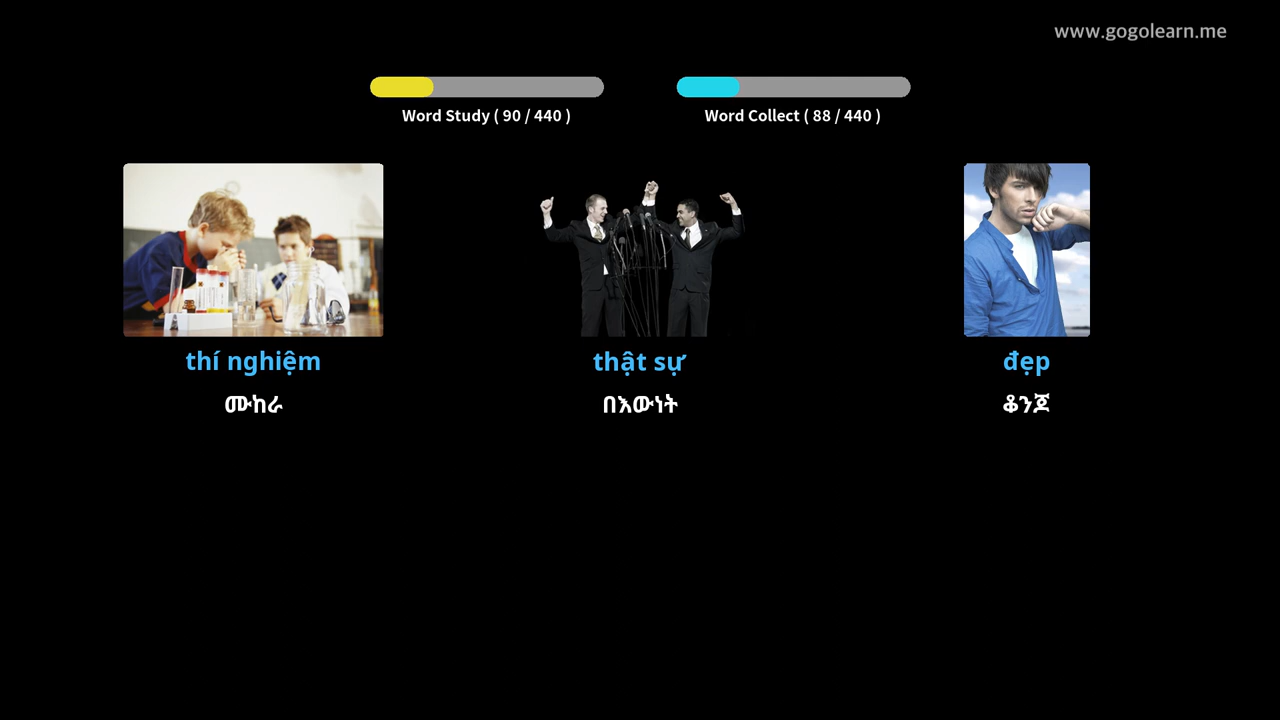 www.gogolearn.me
Word Study ( 90 / 440 )
Word Collect ( 88 / 440 )
thí nghiệm
ሙከራ
thật sự
በእውነት
đẹp
ቆንጆ